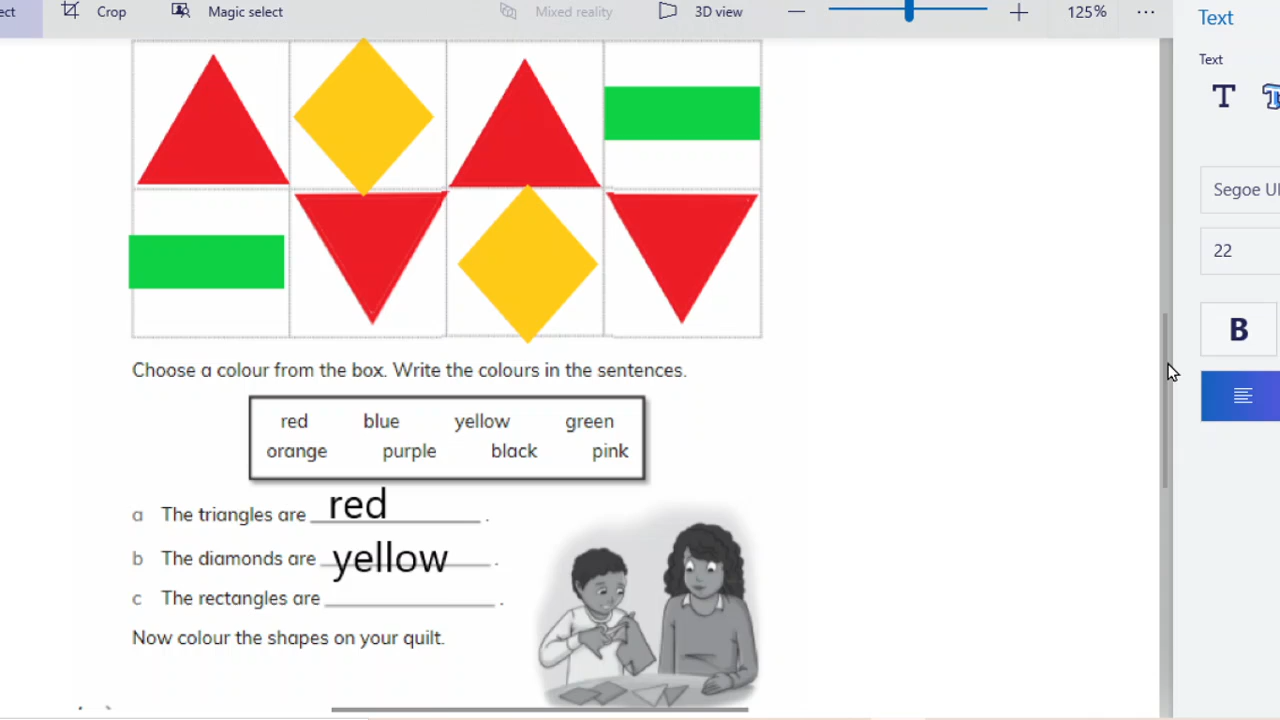 Crop Magic select Mixed reality 3D view 125% Text
Text
T
Segoe UI
22
B
Choose a colour from the box. Write the colours in the sentences.
red blue yellow green
orange purple black pink
a The triangles are red.
b The diamonds are yellow.
c The rectangles are ____________.
Now colour the shapes on your quilt.